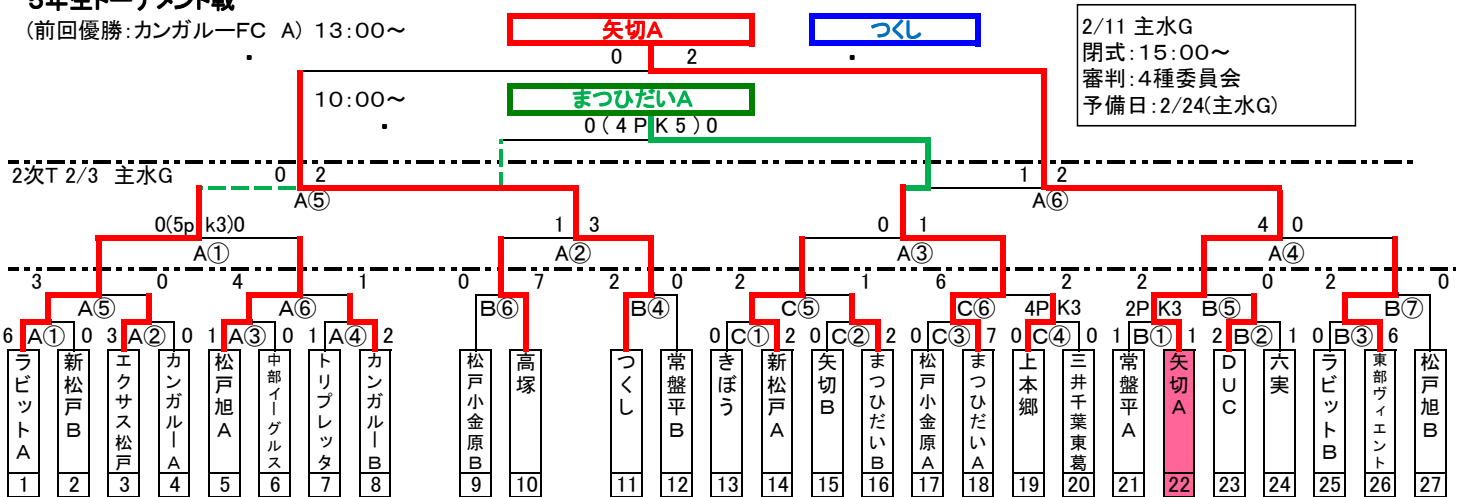 5年生トーナメント戦
(前回優勝:カンガルーFC A) 13:00～
矢切A
つくし
2/11 主水G
閉式:15:00～
審判:4種委員会
予備日:2/24(主水G)
0 2
10:00～
まつひだいA
0(4PK5)0
2次T 2/3 主水G
0 2
1 2
A⑤
A⑥
0(5pk3)0
1 3
0 1
4 0
A①
A②
A③
A④
3 0 4 1 0 7 2 0 2 1 6 2 2 0 2 0
A⑤ A⑥ B⑥ B④ C⑤ C⑥ 4PK3 2PK3 B⑤ B⑦
6 A① 0 3 A② 0 1 A③ 0 1 A④ 2 0 C① 2 0 C② 2 0 C③ 7 0 C④ 0 1 B① 1 2 B② 1 0 B③ 6
ラビットA
新松戸B
エクサス松戸
カンガルーA
松戸旭A
中部イーグルス
トリプレッタ
カンガルーB
松戸小金原B
高塚
つくし
常盤平B
きぼう
新松戸A
矢切B
まつひだいB
松戸小金原A
まつひだいA
上本郷
三井千葉東葛
常盤平A
矢切A
DUC
六実
ラビットB
東部ヴィエント
松戸旭B
1 2 3 4 5 6 7 8 9 10 11 12 13 14 15 16 17 18 19 20 21 22 23 24 25 26 27